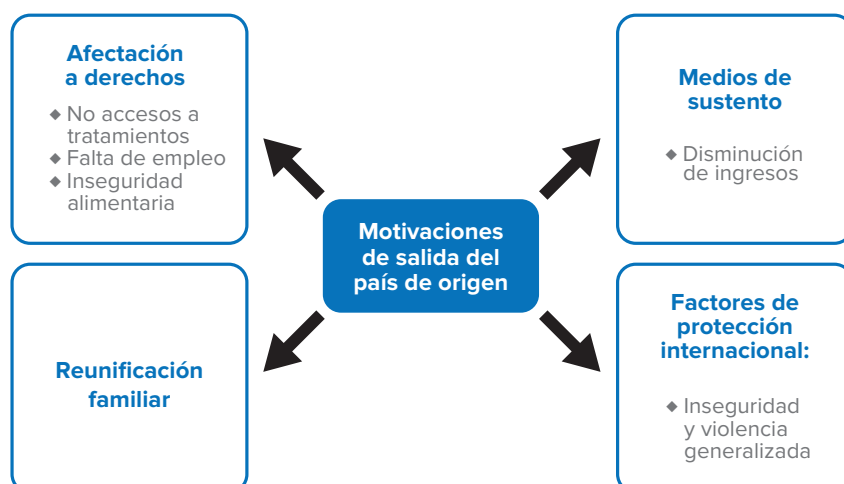 Afectación
a derechos
◆ No accesos a
tratamientos
◆ Falta de empleo
◆ Inseguridad
alimentaria
Medios de
sustento
◆ Disminución
de ingresos
Motivaciones
de salida del
país de origen
Reunificación
familiar
Factores de
protección
internacional:
◆ Inseguridad
y violencia
generalizada